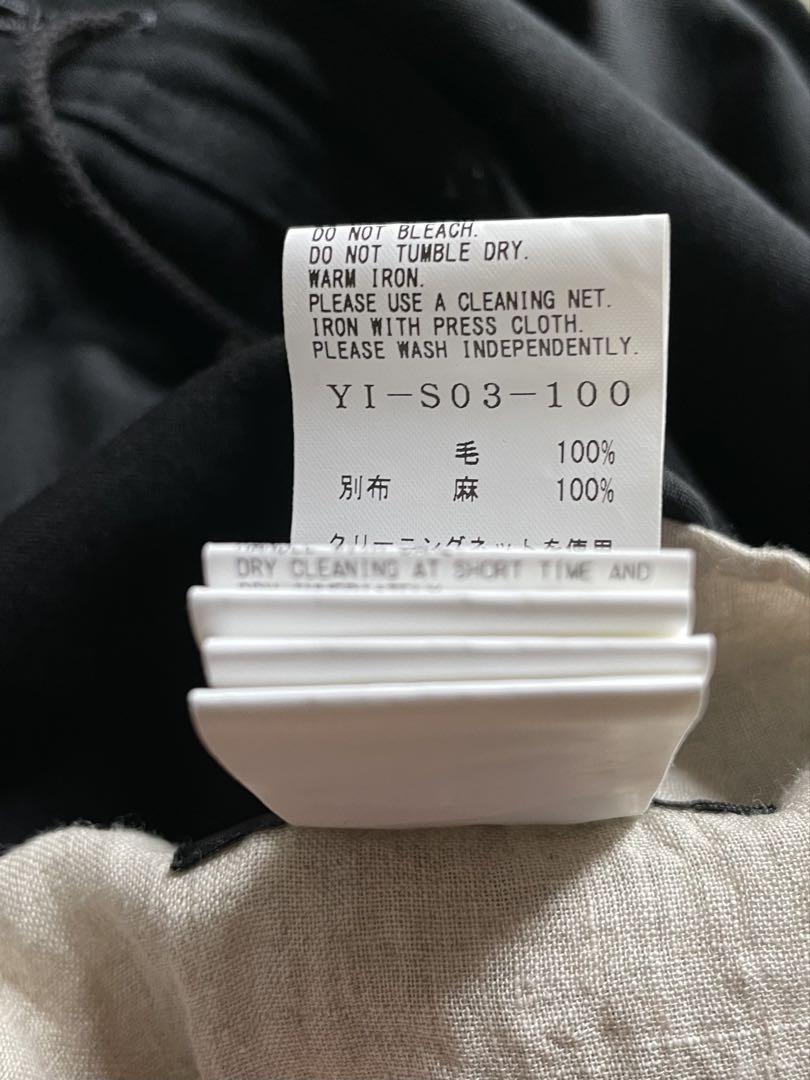 DO NOT BLEACH.
DO NOT TUMBLE DRY.
WARM IRON.
PLEASE USE A CLEANING NET.
IRON WITH PRESS CLOTH.
PLEASE WASH INDEPENDENTLY.
YI-S03-100
毛 100%
別布 麻 100%
クリーニングネットを使用
DRY CLEANING AT SHORT TIME AND